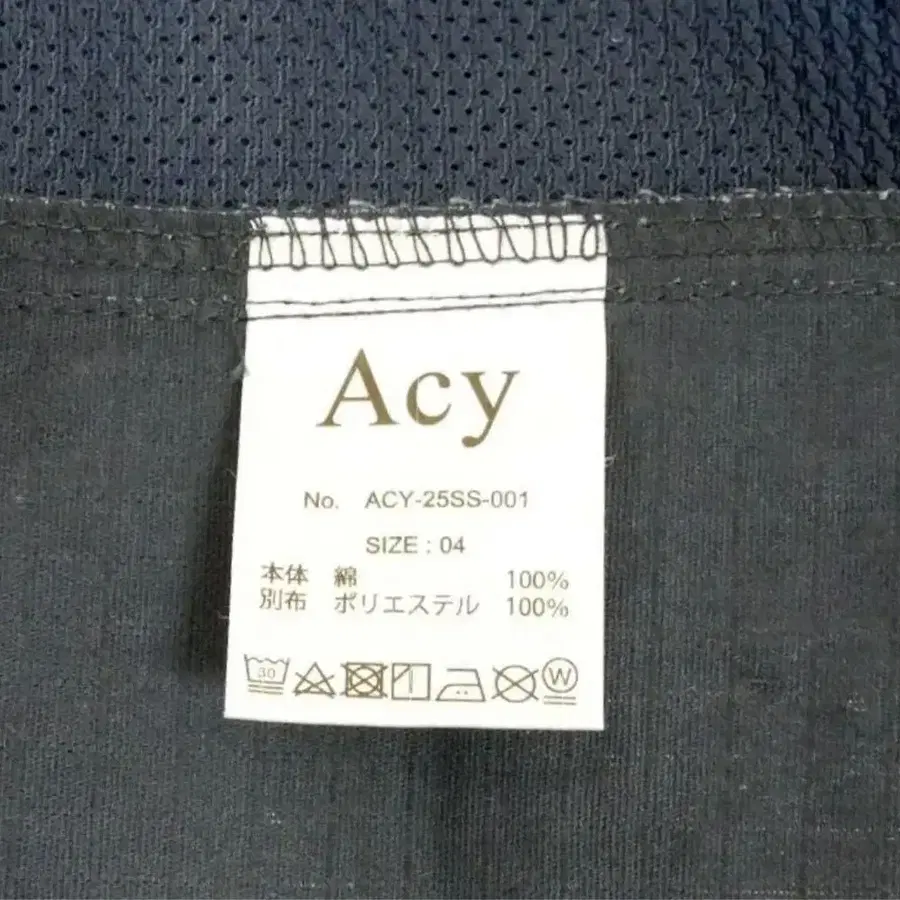 Acy
No. ACY-25SS-001
SIZE : 04
本体 綿 100%
別布 ポリエステル 100%
30 W